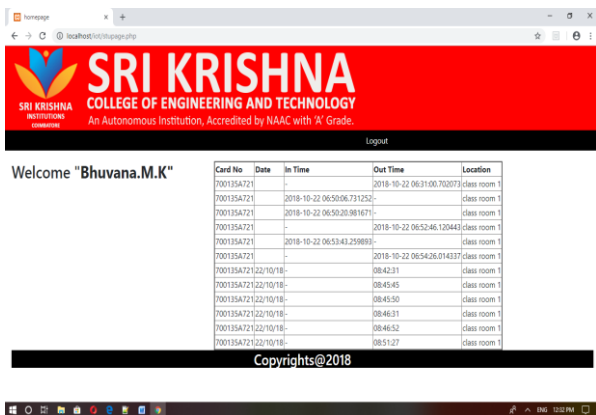 homepage
localhost/iot/stupage.php
SRI KRISHNA
COLLEGE OF ENGINEERING AND TECHNOLOGY
An Autonomous Institution, Accredited by NAAC with 'A' Grade.
SRI KRISHNA
INSTITUTIONS
COIMBATORE
Logout
Welcome "Bhuvana.M.K"
Card No Date In Time Out Time Location
700135A721 - 2018-10-22 06:31:00.702073 class room 1
700135A721 2018-10-22 06:50:06.731252 - class room 1
700135A721 2018-10-22 06:50:20.981671 - class room 1
700135A721 - 2018-10-22 06:52:46.120443 class room 1
700135A721 2018-10-22 06:53:43.259893 - class room 1
700135A721 - 2018-10-22 06:54:26.014337 class room 1
700135A721 22/10/18 - 08:42:31 class room 1
700135A721 22/10/18 - 08:45:45 class room 1
700135A721 22/10/18 - 08:45:50 class room 1
700135A721 22/10/18 - 08:46:31 class room 1
700135A721 22/10/18 - 08:46:52 class room 1
700135A721 22/10/18 - 08:51:27 class room 1
Copyrights@2018
ENG 12:02 PM